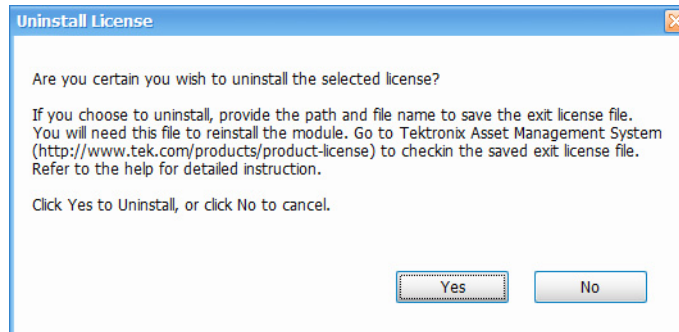 Uninstall License
Are you certain you wish to uninstall the selected license?
If you choose to uninstall, provide the path and file name to save the exit license file.
You will need this file to reinstall the module. Go to Tektronix Asset Management System
(http://www.tek.com/products/product-license) to checkin the saved exit license file.
Refer to the help for detailed instruction.
Click Yes to Uninstall, or click No to cancel.
Yes No